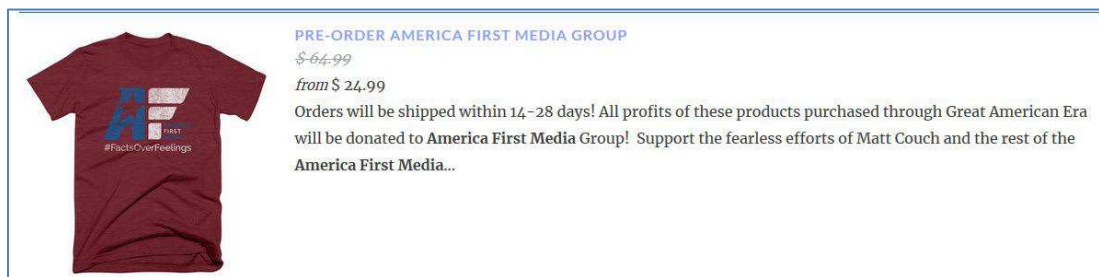 PRE-ORDER AMERICA FIRST MEDIA GROUP
$ 64.99
from $ 24.99
Orders will be shipped within 14-28 days! All profits of these products purchased through Great American Era
will be donated to America First Media Group! Support the fearless efforts of Matt Couch and the rest of the
America First Media...
AF
FIRST
#FactsOverFeelings